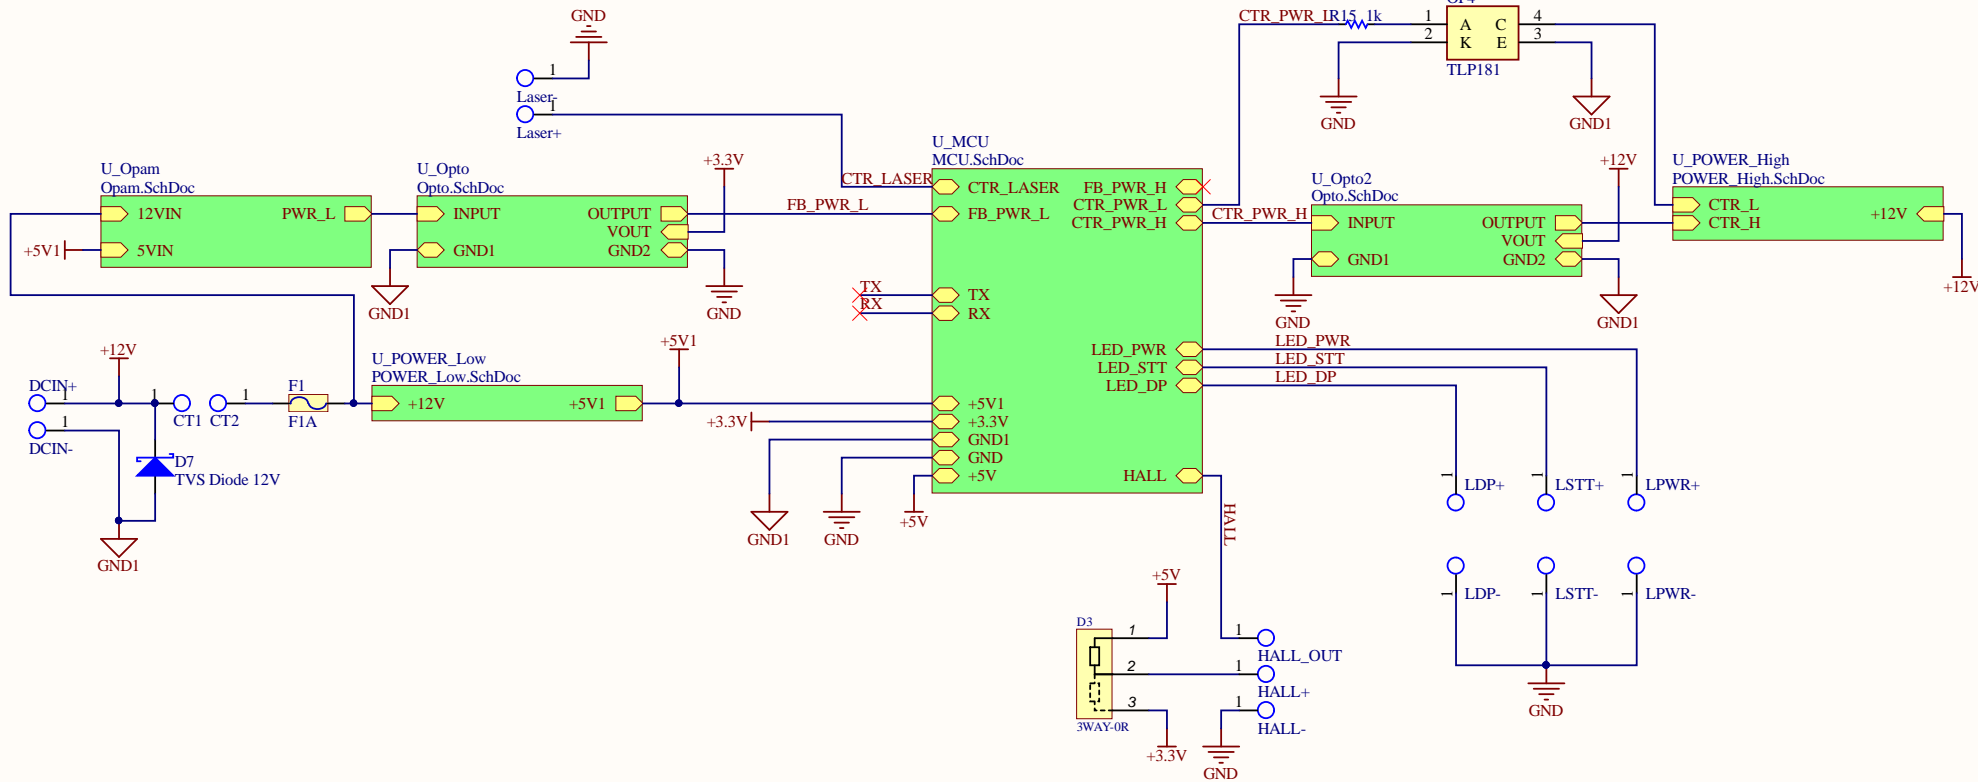 GND
1
Laser-
1
Laser+
CTR_PWR_L
R15 1k
1
2
A C
K E
4
3
TLP181
GND
GND1
U_Opam
Opam.SchDoc
12VIN
5VIN
PWR_L
+5V1
U_Opto
Opto.SchDoc
INPUT
GND1
OUTPUT
VOUT
GND2
+3.3V
GND1
GND
CTR_LASER
FB_PWR_L
U_MCU
MCU.SchDoc
CTR_LASER
FB_PWR_L
TX
RX
TX
RX
+5V1
+3.3V
GND1
GND
+5V
FB_PWR_H
CTR_PWR_L
CTR_PWR_H
LED_PWR
LED_STT
LED_DP
HALL
CTR_PWR_H
U_Opto2
Opto.SchDoc
INPUT
GND1
OUTPUT
VOUT
GND2
+12V
GND
GND1
U_POWER_High
POWER_High.SchDoc
CTR_L
CTR_H
+12V
+12V
LED_PWR
LED_STT
LED_DP
+12V
DCIN+
1
1
DCIN-
1
CT1
CT2
1
F1
F1A
D7
TVS Diode 12V
GND1
U_POWER_Low
POWER_Low.SchDoc
+12V
+5V1
+5V1
+3.3V
GND1
GND
+5V
HALL
1
LDP+
1
LSTT+
1
LPWR+
1
LDP-
1
LSTT-
1
LPWR-
GND
+5V
D3
1
2
3
3WAY-0R
+3.3V
1
HALL_OUT
1
HALL+
1
HALL-
GND